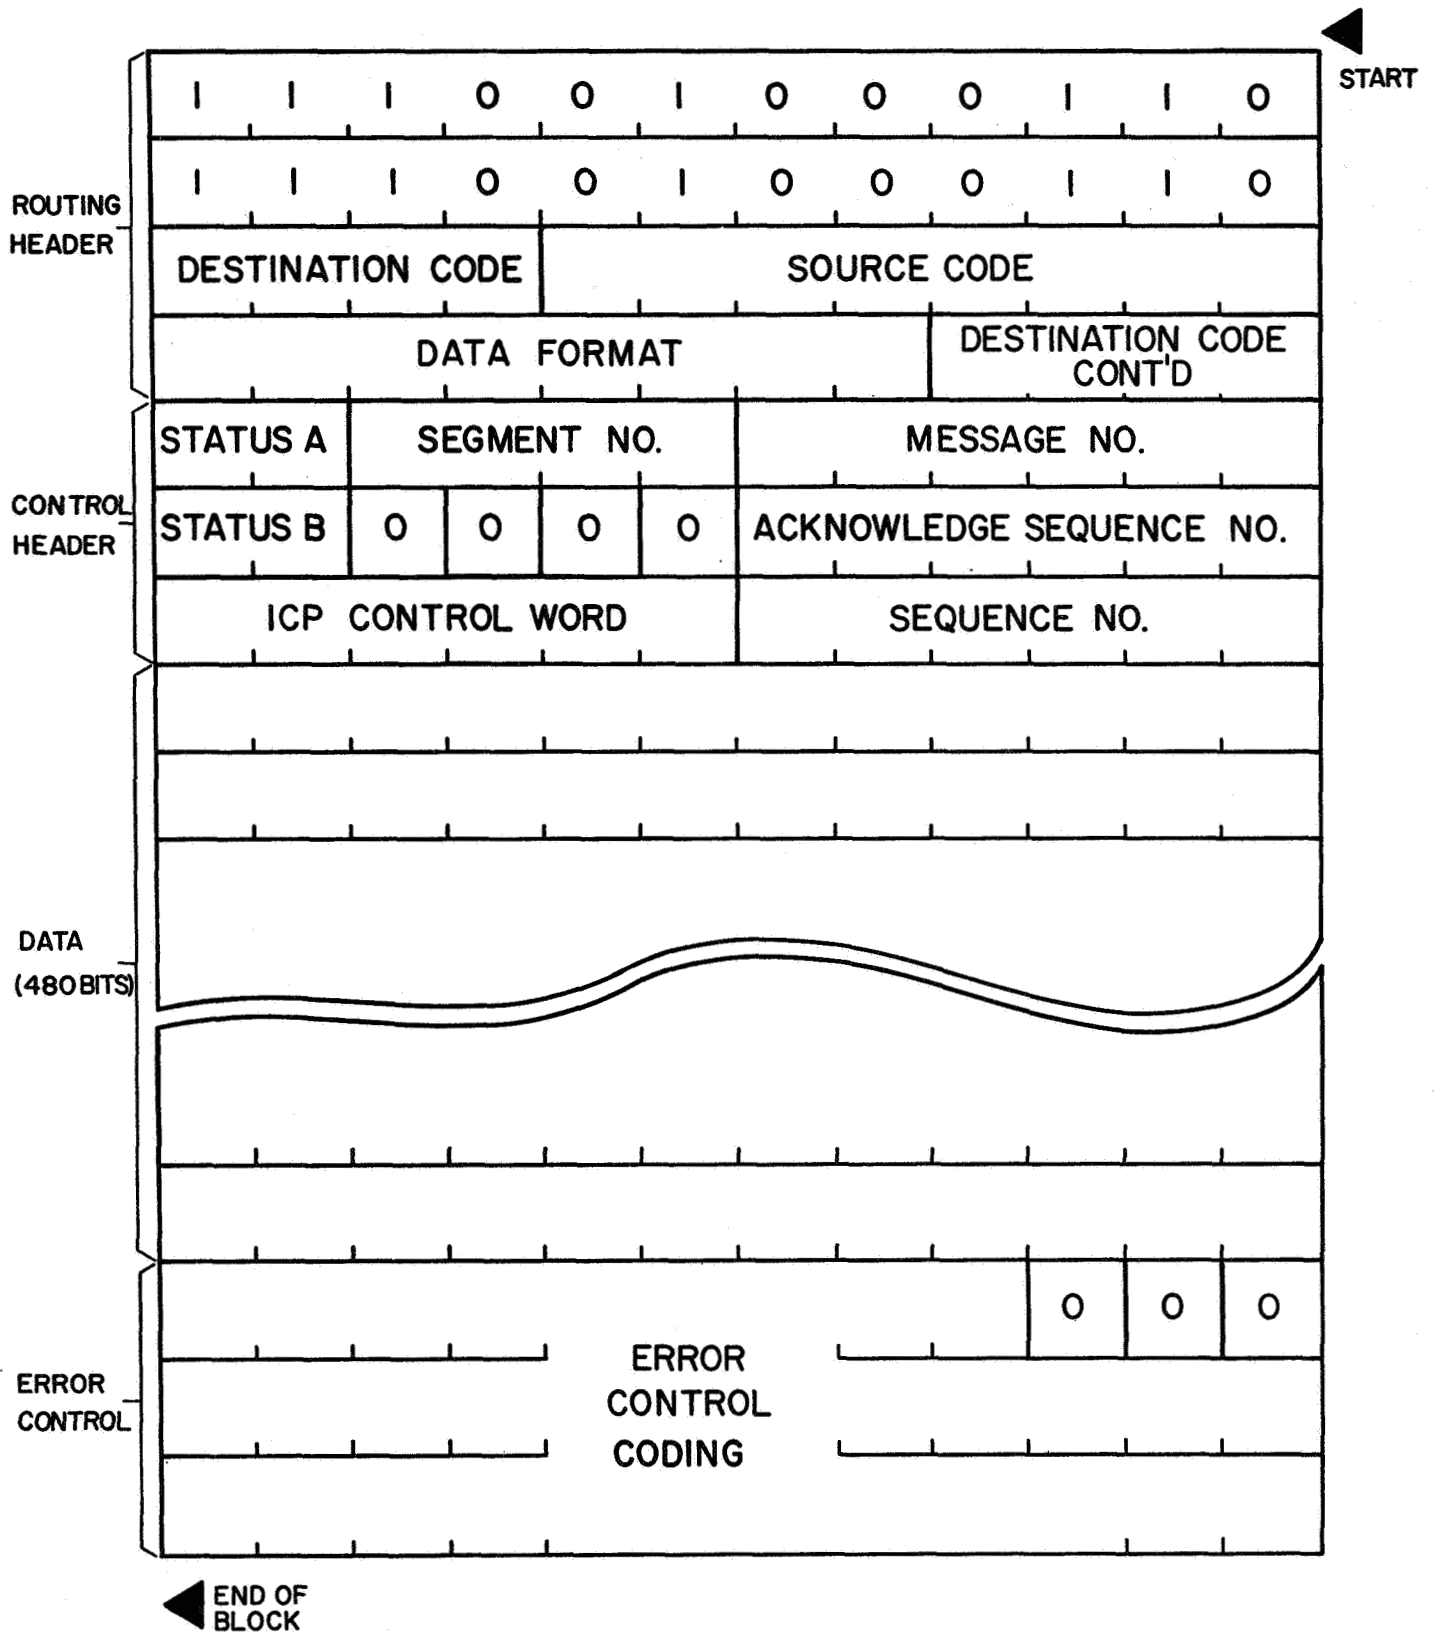 START
1 1 1 0 0 1 0 0 0 1 1 0
1 1 1 0 0 1 0 0 0 1 1 0
ROUTING
HEADER
DESTINATION CODE SOURCE CODE
DATA FORMAT DESTINATION CODE
CONT'D
STATUS A SEGMENT NO. MESSAGE NO.
CONTROL
HEADER
STATUS B 0 0 0 0 ACKNOWLEDGE SEQUENCE NO.
ICP CONTROL WORD SEQUENCE NO.
DATA
(480 BITS)
0 0 0
ERROR
CONTROL
CODING
ERROR
CONTROL
END OF
BLOCK